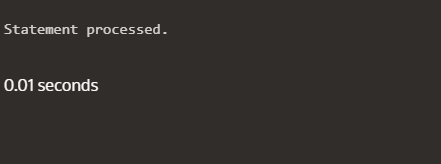 Statement processed.
0.01 seconds